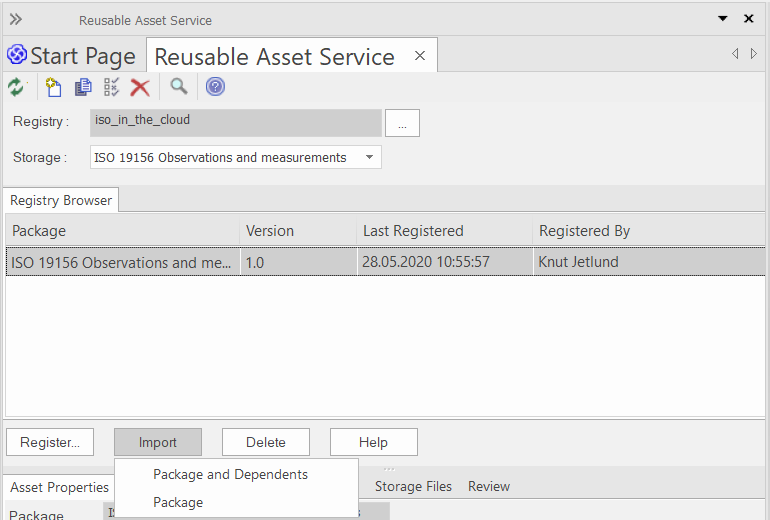 Reusable Asset Service
Start Page
Reusable Asset Service
Registry :
iso_in_the_cloud
...
Storage :
ISO 19156 Observations and measurements
Registry Browser
Package Version Last Registered Registered By
ISO 19156 Observations and me... 1.0 28.05.2020 10:55:57 Knut Jetlund
Register... Import Delete Help
Package and Dependents
Package
Asset Properties Storage Files Review
Package